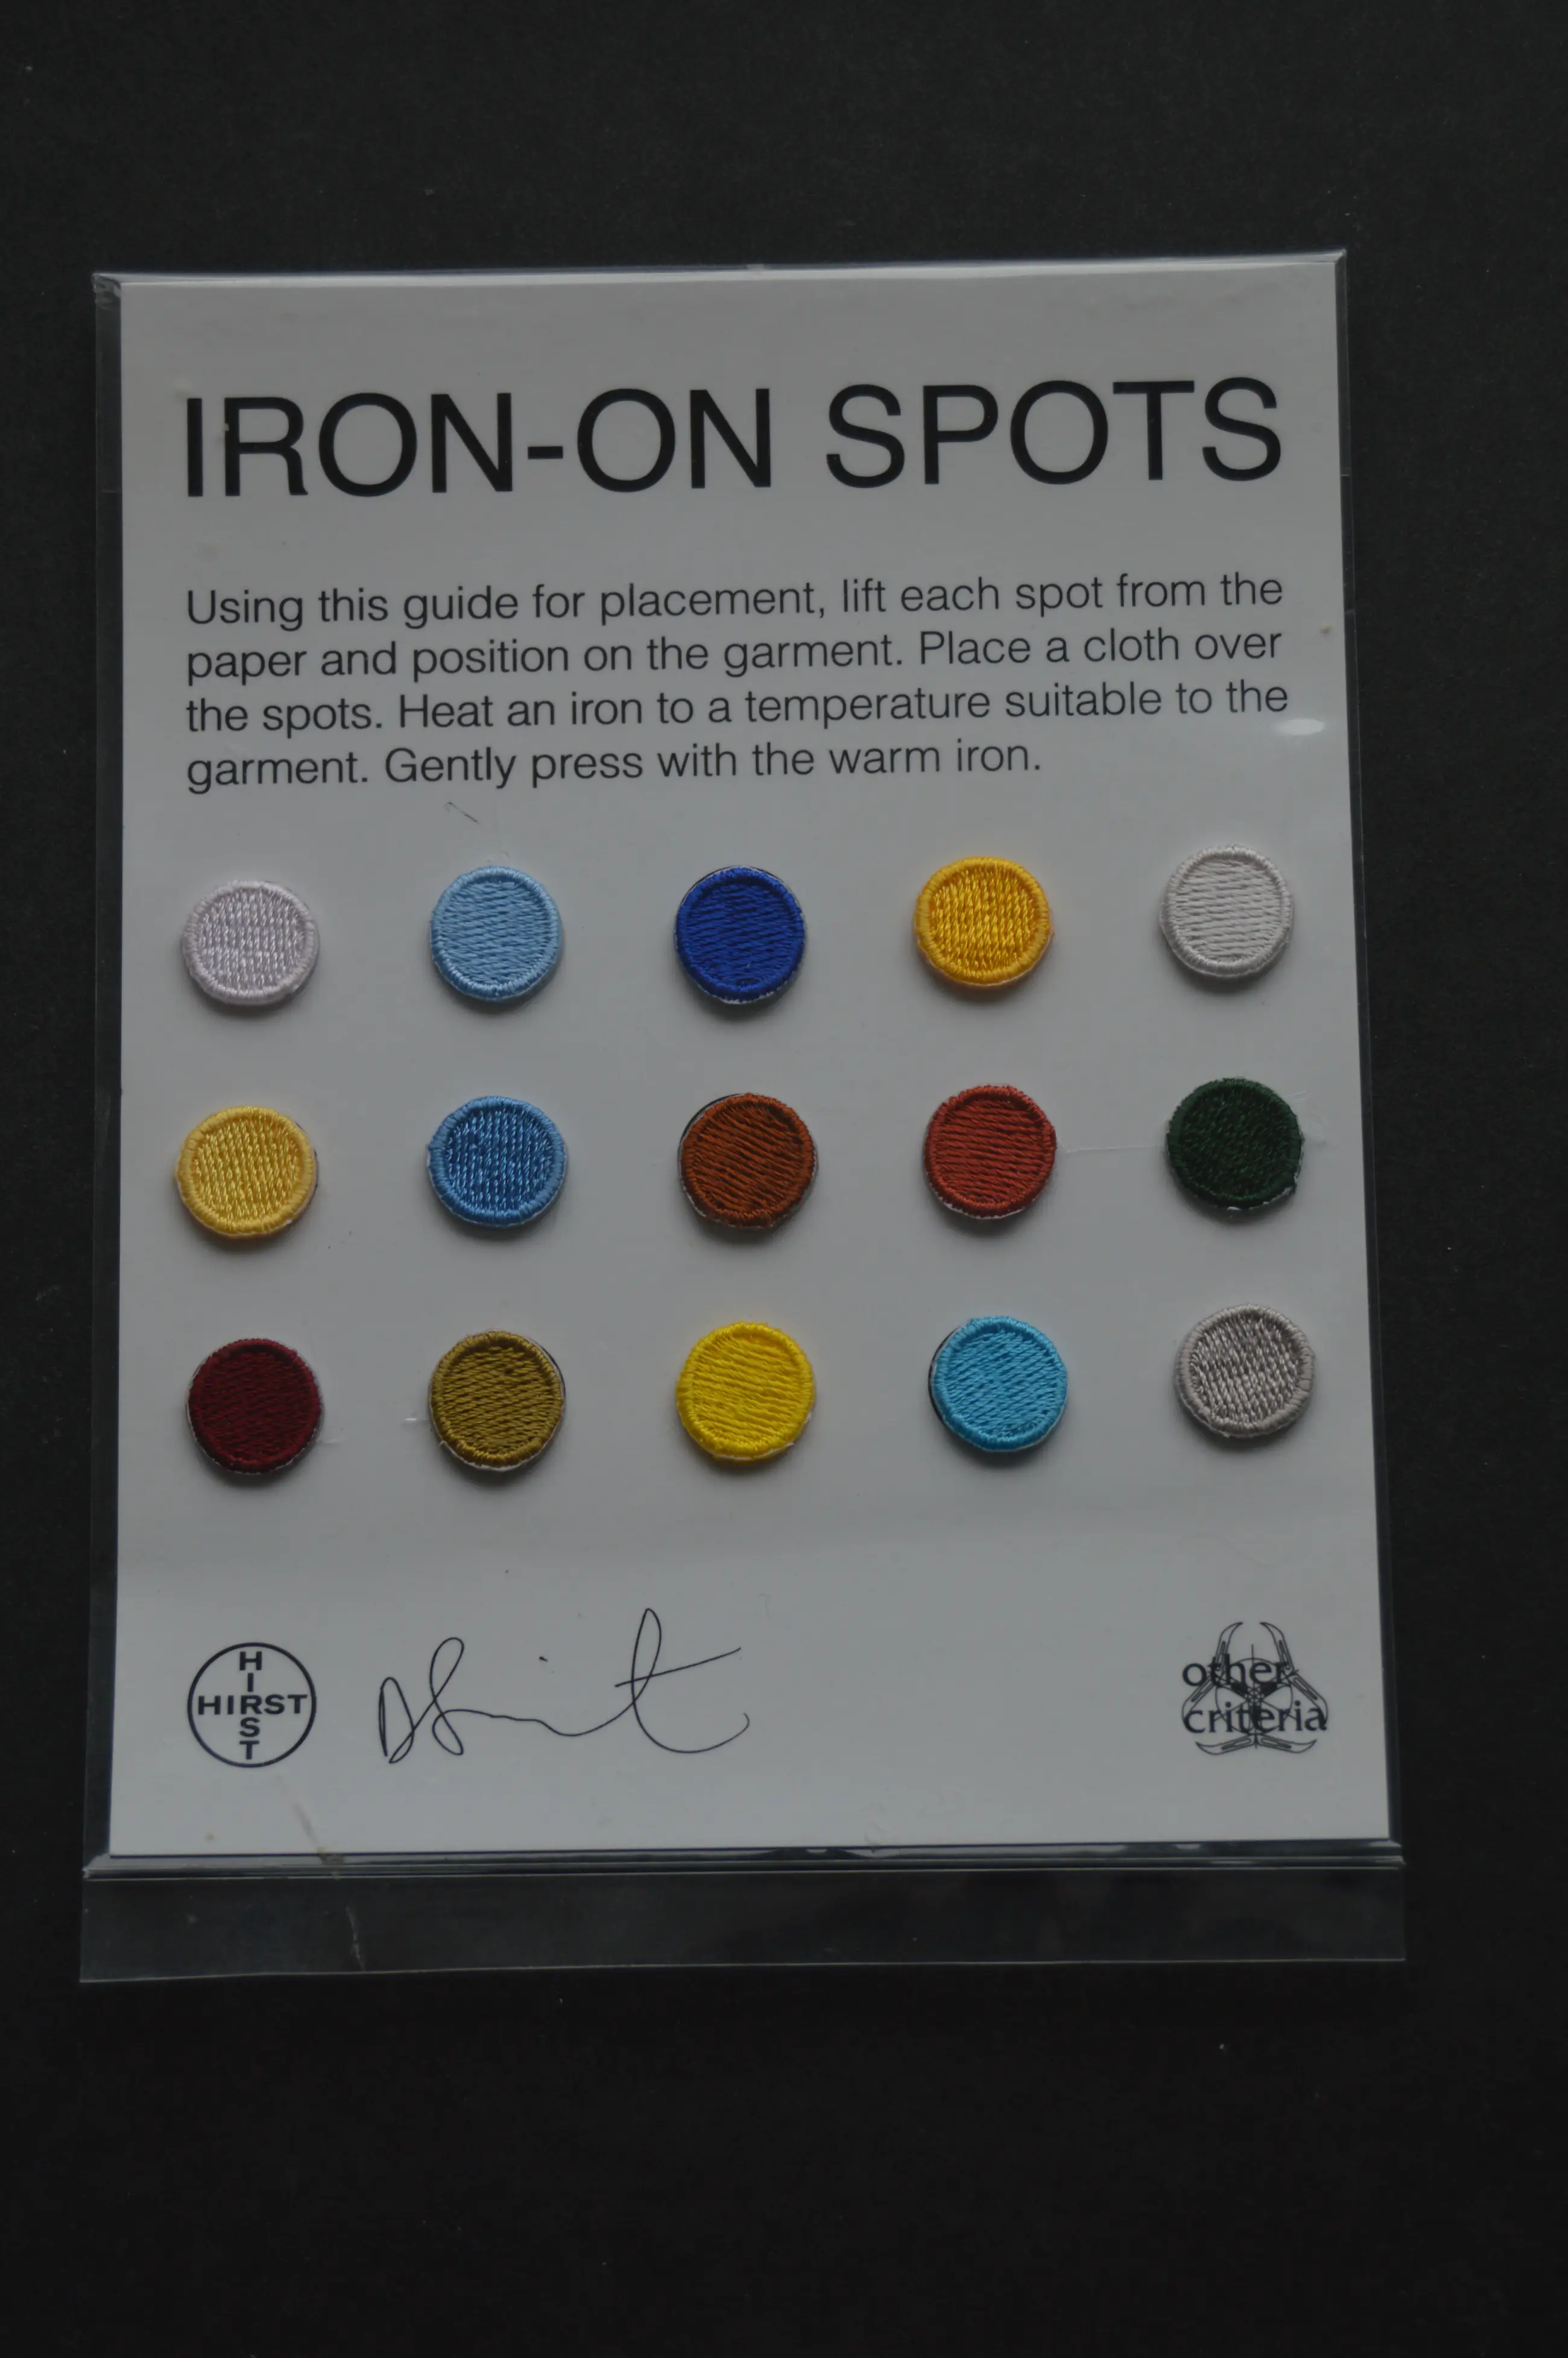 IRON-ON SPOTS
Using this guide for placement, lift each spot from the
paper and position on the garment. Place a cloth over
the spots. Heat an iron to a temperature suitable to the
garment. Gently press with the warm iron.
HIRST
HIRST
other
criteria